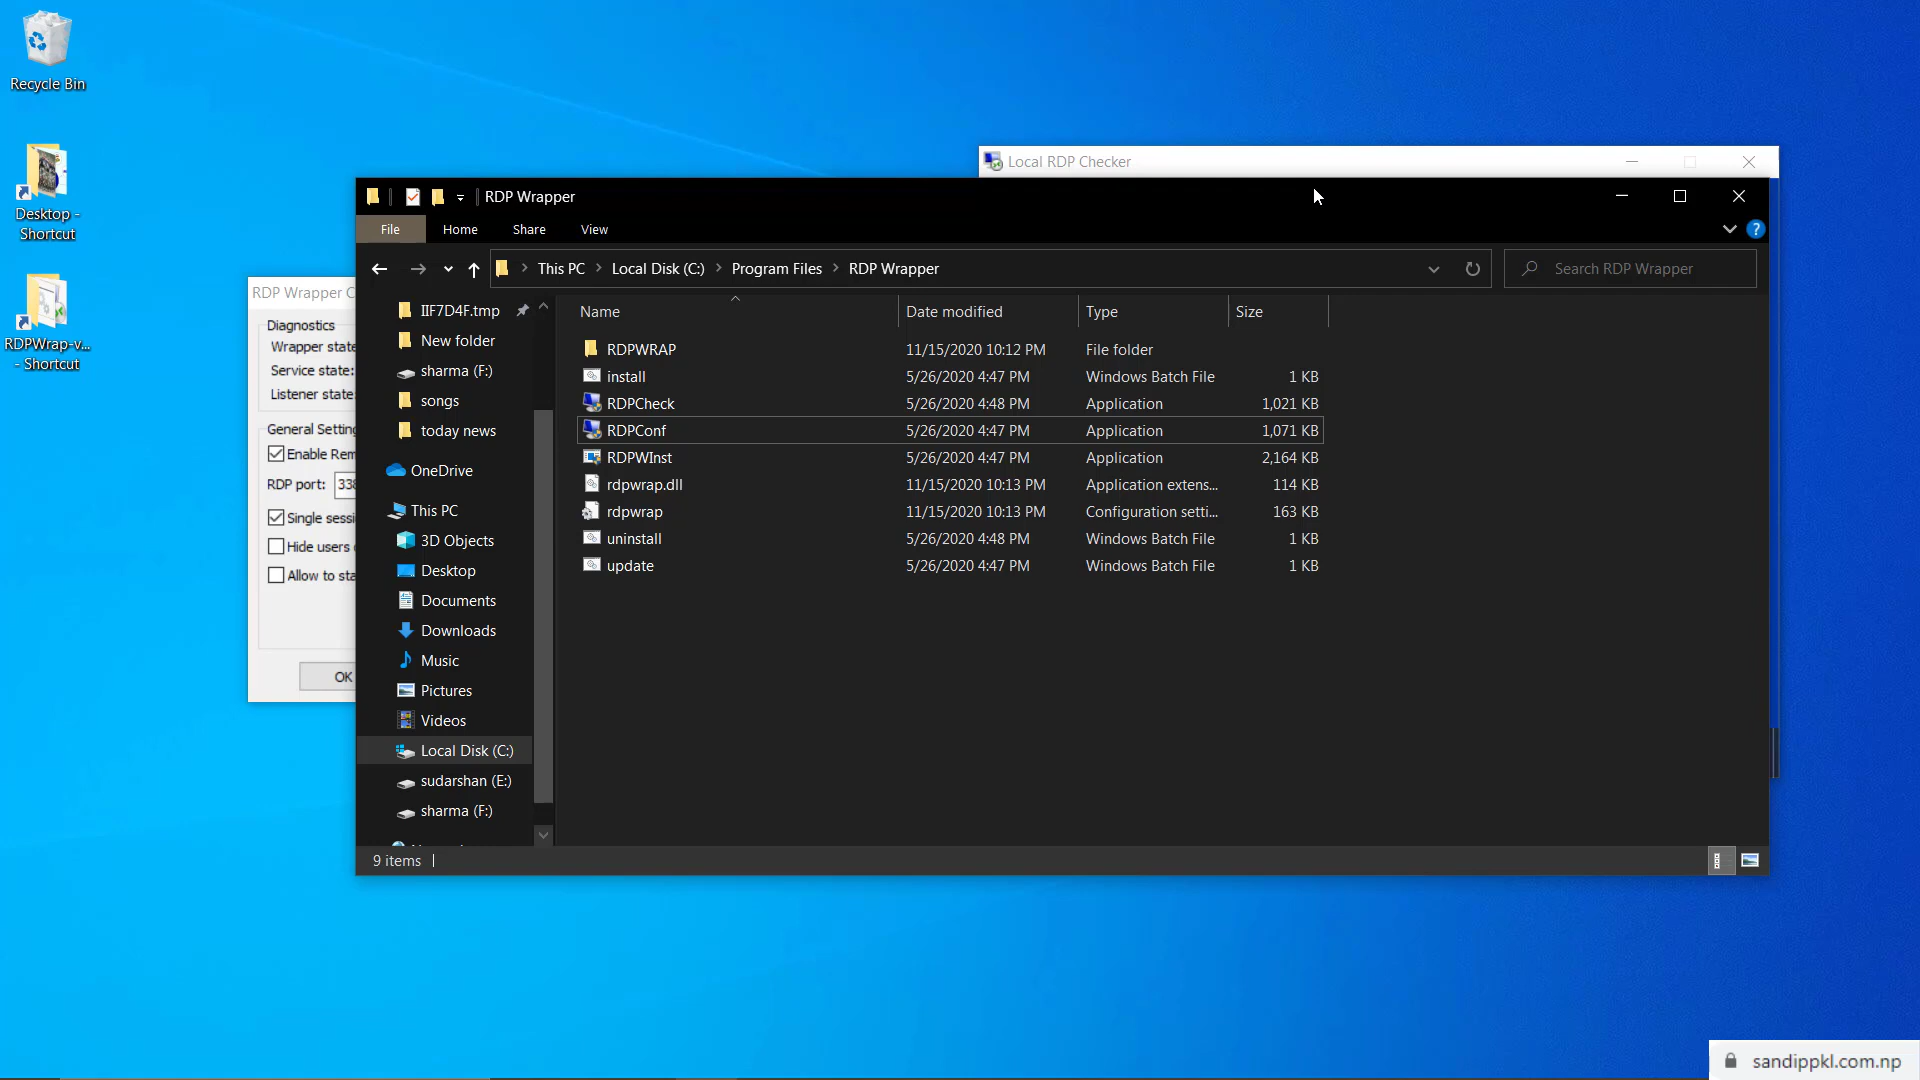 Recycle Bin
Desktop -
Shortcut
RDPWrap-v...
- Shortcut
Local RDP Checker
RDP Wrapper C
Diagnostics
Wrapper state
Service state:
Listener state:
General Setting
Enable Rem
RDP port: 338
Single sessi
Hide users
Allow to sta
OK
RDP Wrapper
File Home Share View
This PC Local Disk (C:) Program Files RDP Wrapper
Search RDP Wrapper
IIF7D4F.tmp
New folder
sharma (F:)
songs
today news
OneDrive
This PC
3D Objects
Desktop
Documents
Downloads
Music
Pictures
Videos
Local Disk (C:)
sudarshan (E:)
sharma (F:)
Name Date modified Type Size
RDPWRAP 11/15/2020 10:12 PM File folder
install 5/26/2020 4:47 PM Windows Batch File 1 KB
RDPCheck 5/26/2020 4:48 PM Application 1,021 KB
RDPConf 5/26/2020 4:47 PM Application 1,071 KB
RDPWInst 5/26/2020 4:47 PM Application 2,164 KB
rdpwrap.dll 11/15/2020 10:13 PM Application extens... 114 KB
rdpwrap 11/15/2020 10:13 PM Configuration setti... 163 KB
uninstall 5/26/2020 4:48 PM Windows Batch File 1 KB
update 5/26/2020 4:47 PM Windows Batch File 1 KB
9 items
sandippkl.com.np